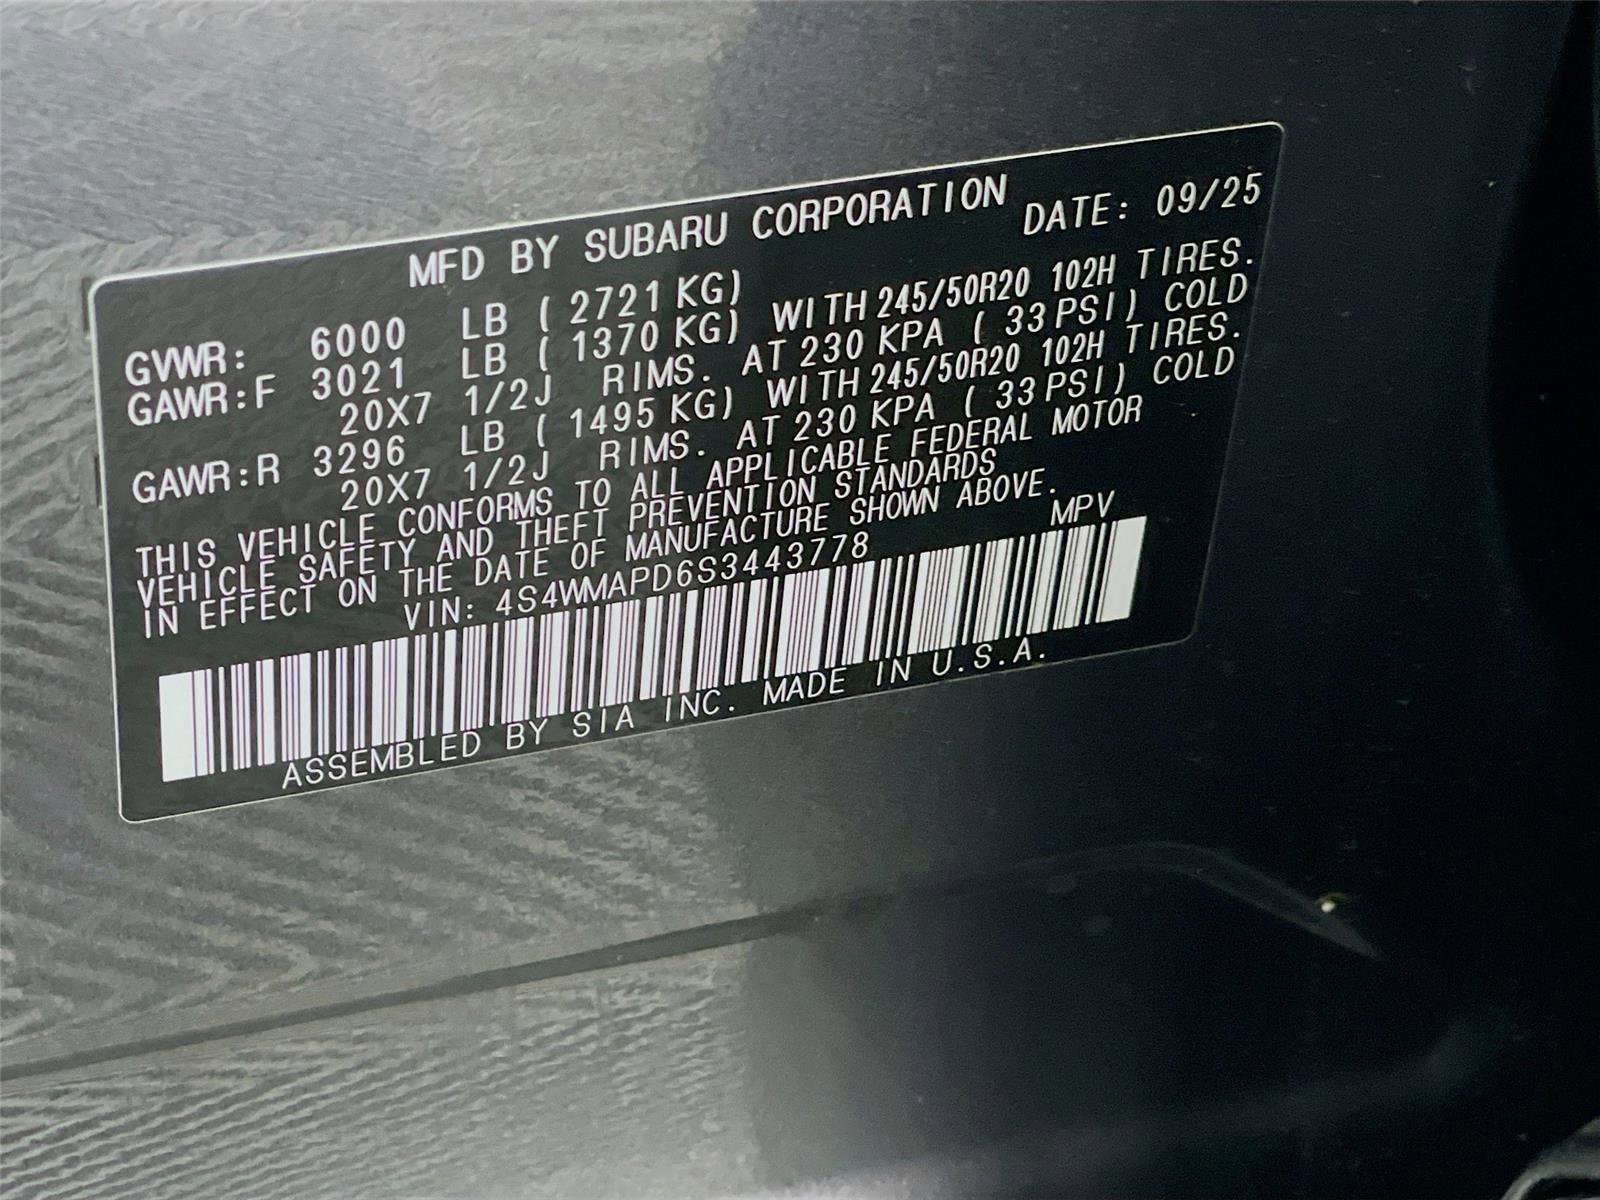 MFD BY SUBARU CORPORATION DATE: 09/25
GVWR: 6000 LB ( 2721 KG)
GAWR:F 3021 LB ( 1370 KG) WITH 245/50R20 102H TIRES.
20X7 1/2J RIMS. AT 230 KPA ( 33 PSI) COLD
GAWR:R 3296 LB ( 1495 KG) WITH 245/50R20 102H TIRES.
20X7 1/2J RIMS. AT 230 KPA ( 33 PSI) COLD
THIS VEHICLE CONFORMS TO ALL APPLICABLE FEDERAL MOTOR
VEHICLE SAFETY AND THEFT PREVENTION STANDARDS
IN EFFECT ON THE DATE OF MANUFACTURE SHOWN ABOVE.
VIN: 4S4WMAPD6S3443778 MPV
ASSEMBLED BY SIA INC. MADE IN U.S.A.